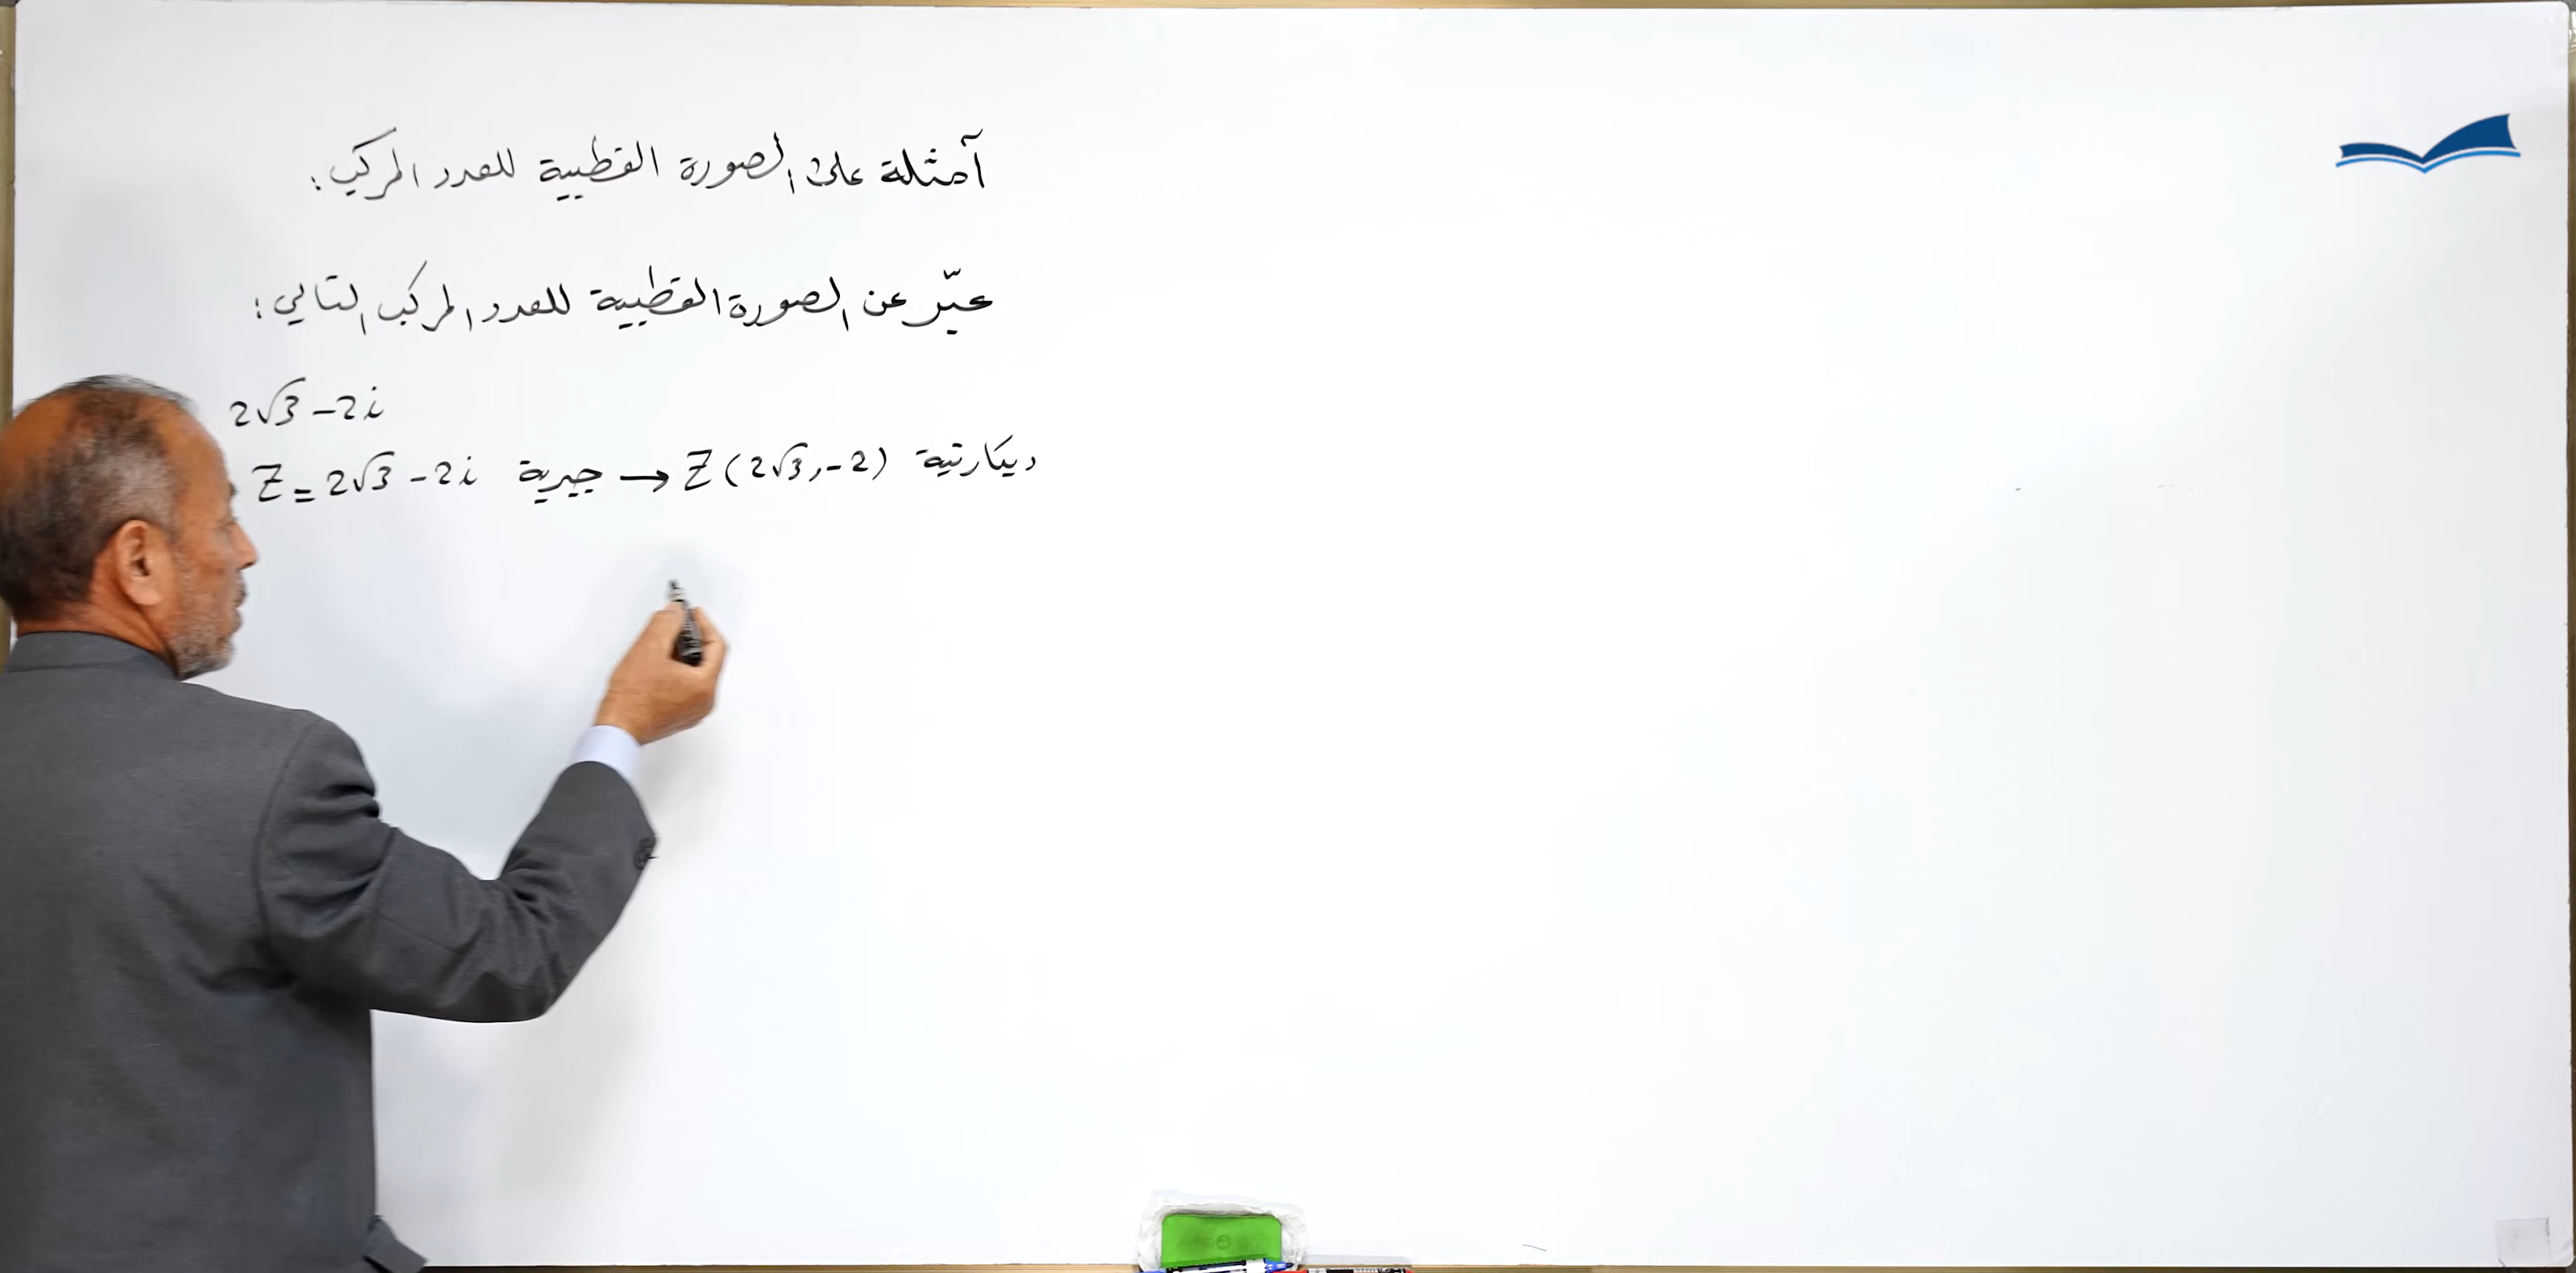 أمثلة على الصورة القطبية للعدد المركب:
عبّر عن الصورة القطبية للعدد المركب التالي:
2√3 - 2i
Z = 2√3 - 2i جبرية → Z (2√3, -2) ديكارتية